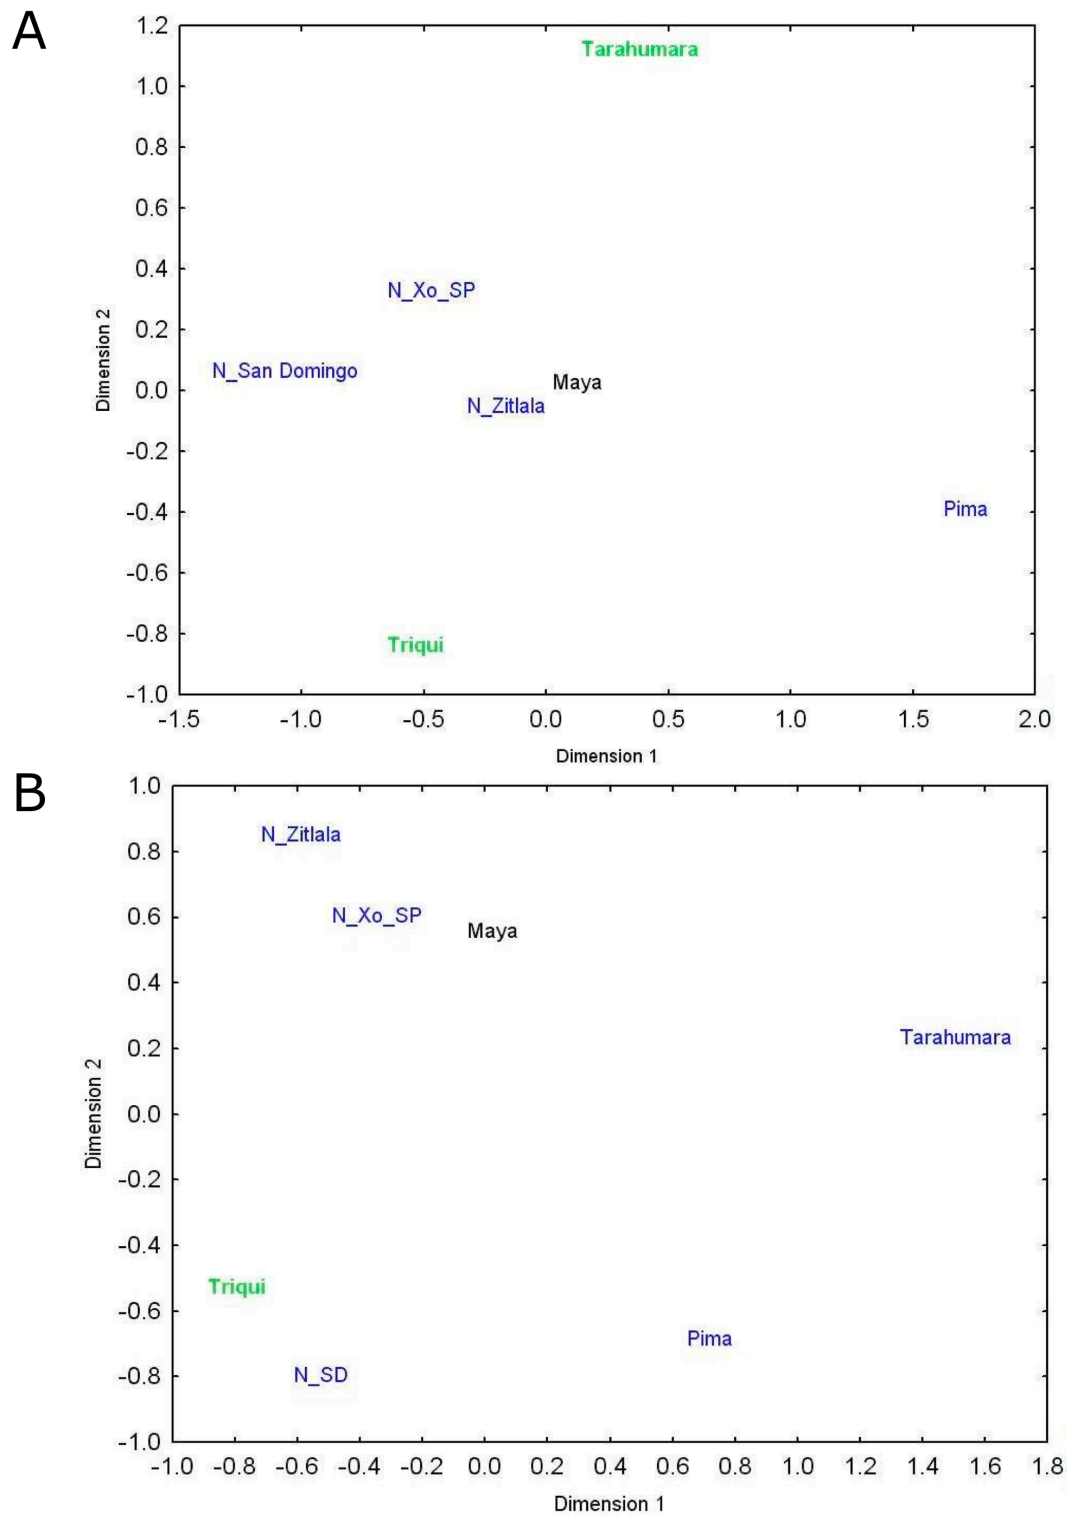 A
1.2
Tarahumara
1.0
0.8
0.6
0.4
N_Xo_SP
0.2
N_San Domingo
Maya
0.0
N_Zitlala
-0.2
-0.4
Pima
-0.6
-0.8
Triqui
-1.0
Dimension 2
-1.5 -1.0 -0.5 0.0 0.5 1.0 1.5 2.0
Dimension 1
B
1.0
N_Zitlala
0.8
0.6
N_Xo_SP
Maya
0.4
Tarahumara
0.2
0.0
-0.2
-0.4
Triqui
-0.6
Pima
-0.8
N_SD
-1.0
Dimension 2
-1.0 -0.8 -0.6 -0.4 -0.2 0.0 0.2 0.4 0.6 0.8 1.0 1.2 1.4 1.6 1.8
Dimension 1